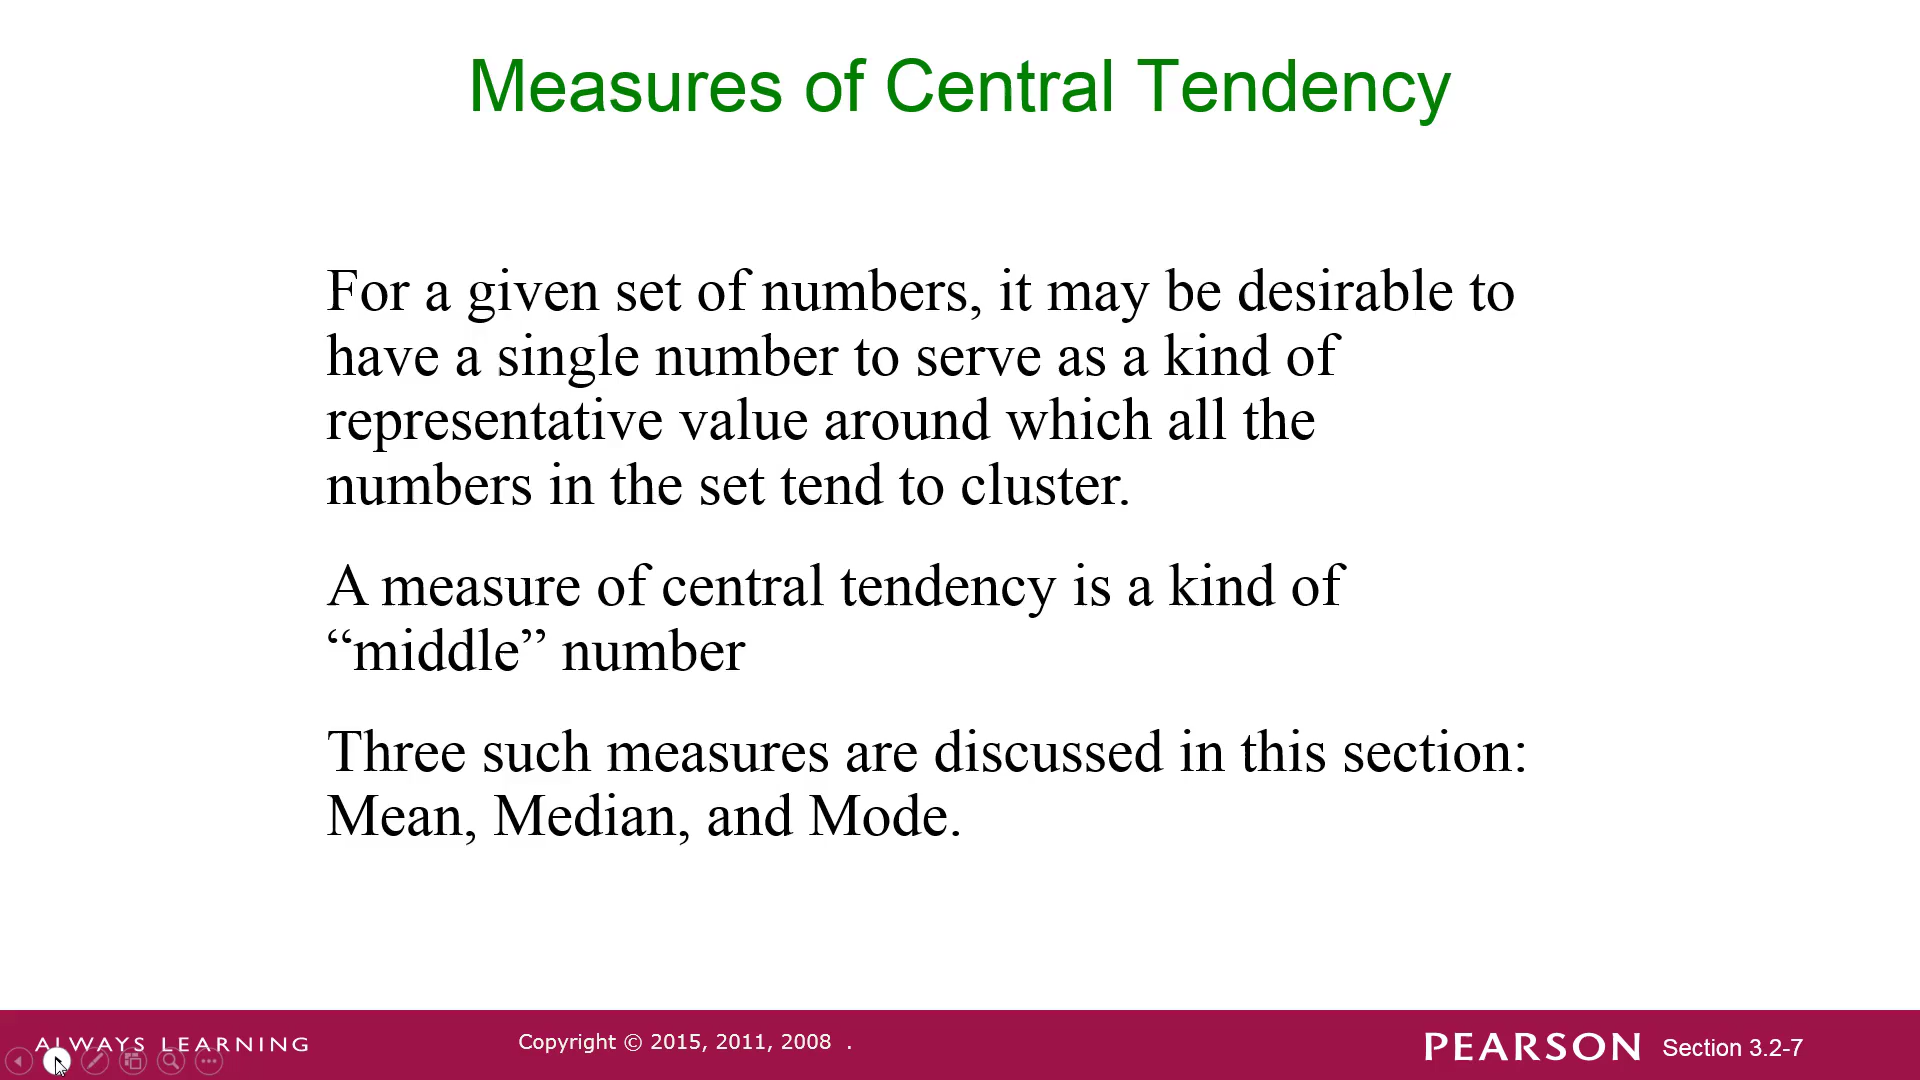 Measures of Central Tendency
For a given set of numbers, it may be desirable to
have a single number to serve as a kind of
representative value around which all the
numbers in the set tend to cluster.
A measure of central tendency is a kind of
“middle” number
Three such measures are discussed in this section:
Mean, Median, and Mode.
ALWAYS LEARNING
Copyright © 2015, 2011, 2008 .
PEARSON
Section 3.2-7